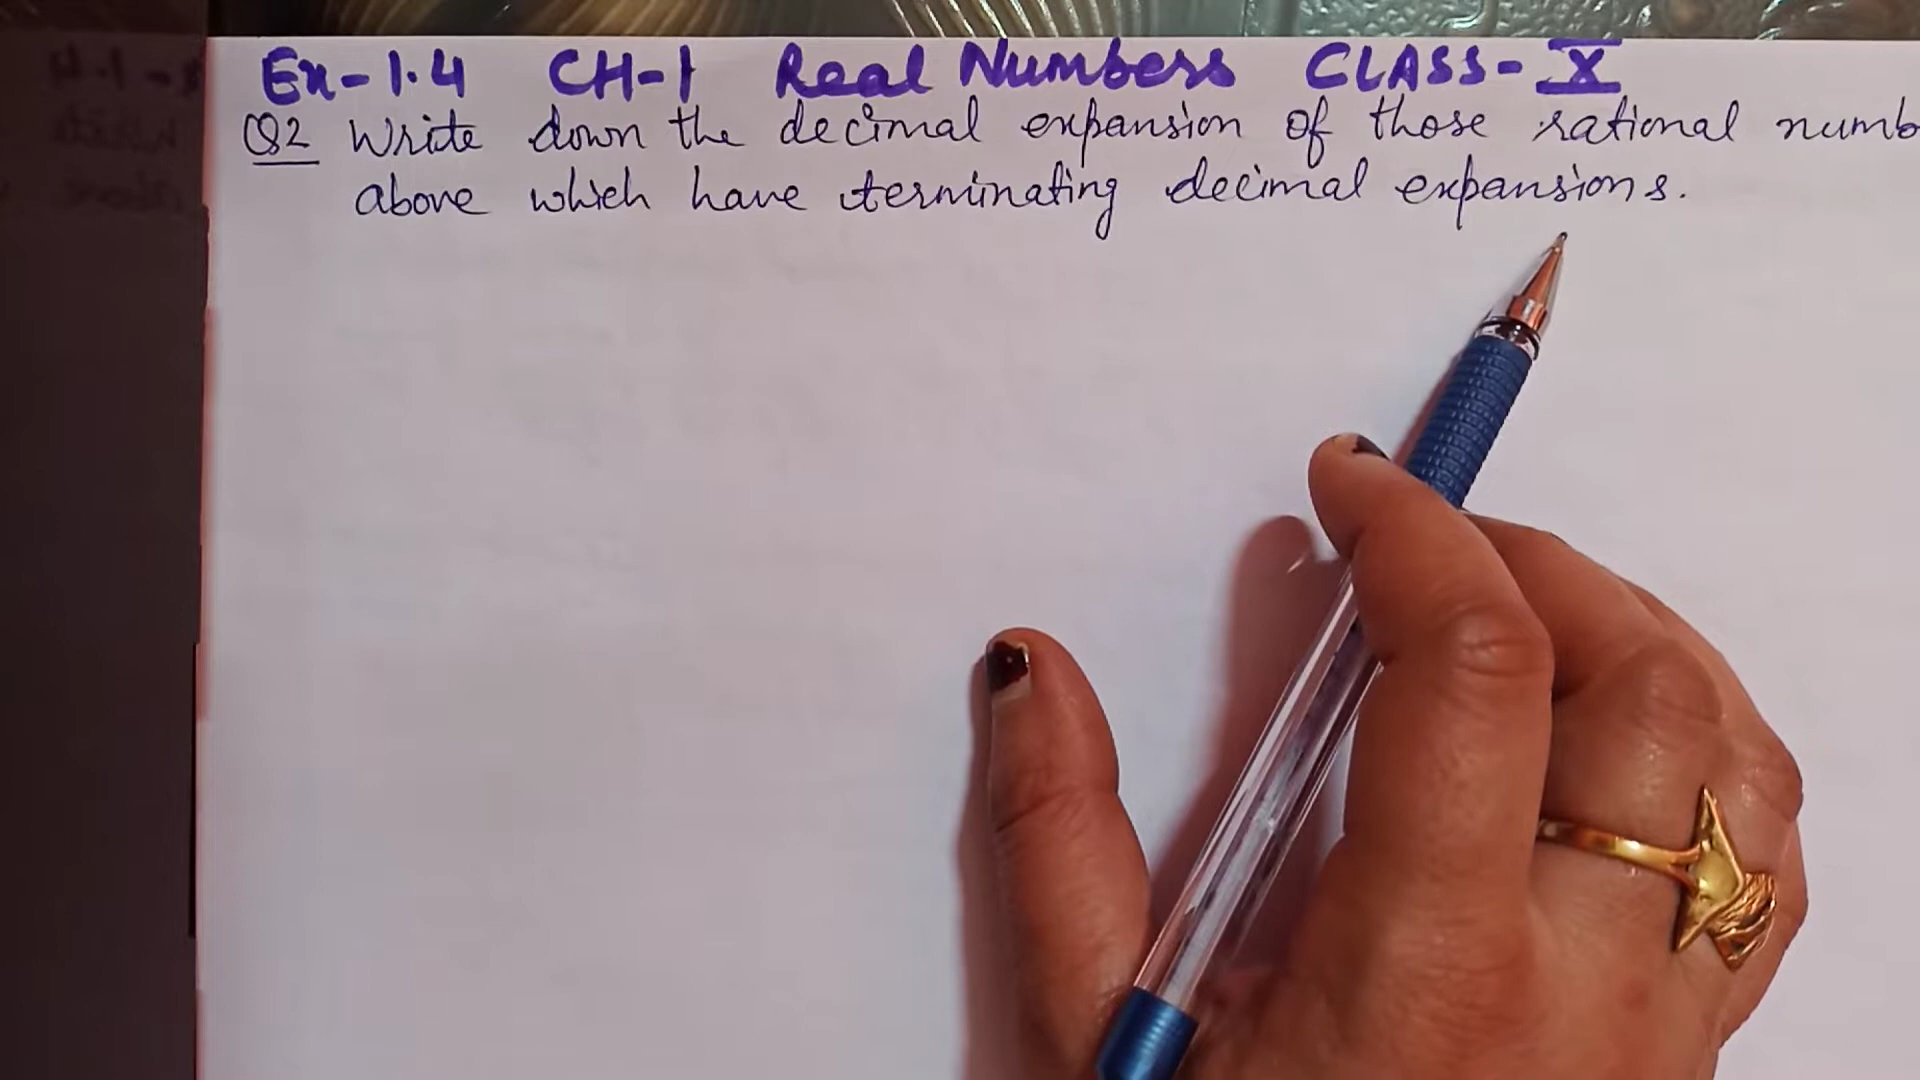 Ex-1.4 CH-1 Real Numbers CLASS-X
Q2 Write down the decimal expansion of those rational numb
above which have terminating decimal expansions.